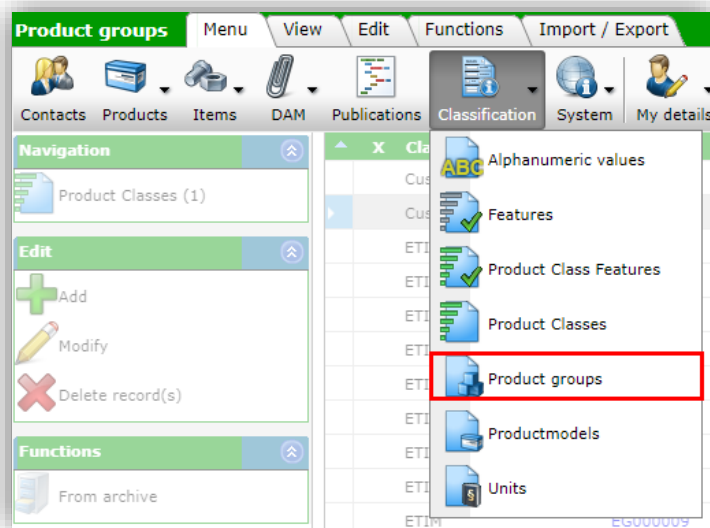 Product groups Menu View Edit Functions Import / Export
Contacts Products Items DAM Publications Classification System My details
Navigation
Product Classes (1)
Edit
Add
Modify
Delete record(s)
Functions
From archive
X Cla
Cus
Cus
ETI
ETI
ETI
ETI
ETI
ETI
ETI
ETI
ETIM EG000009
ABC Alphanumeric values
Features
Product Class Features
Product Classes
Product groups
Productmodels
§ Units